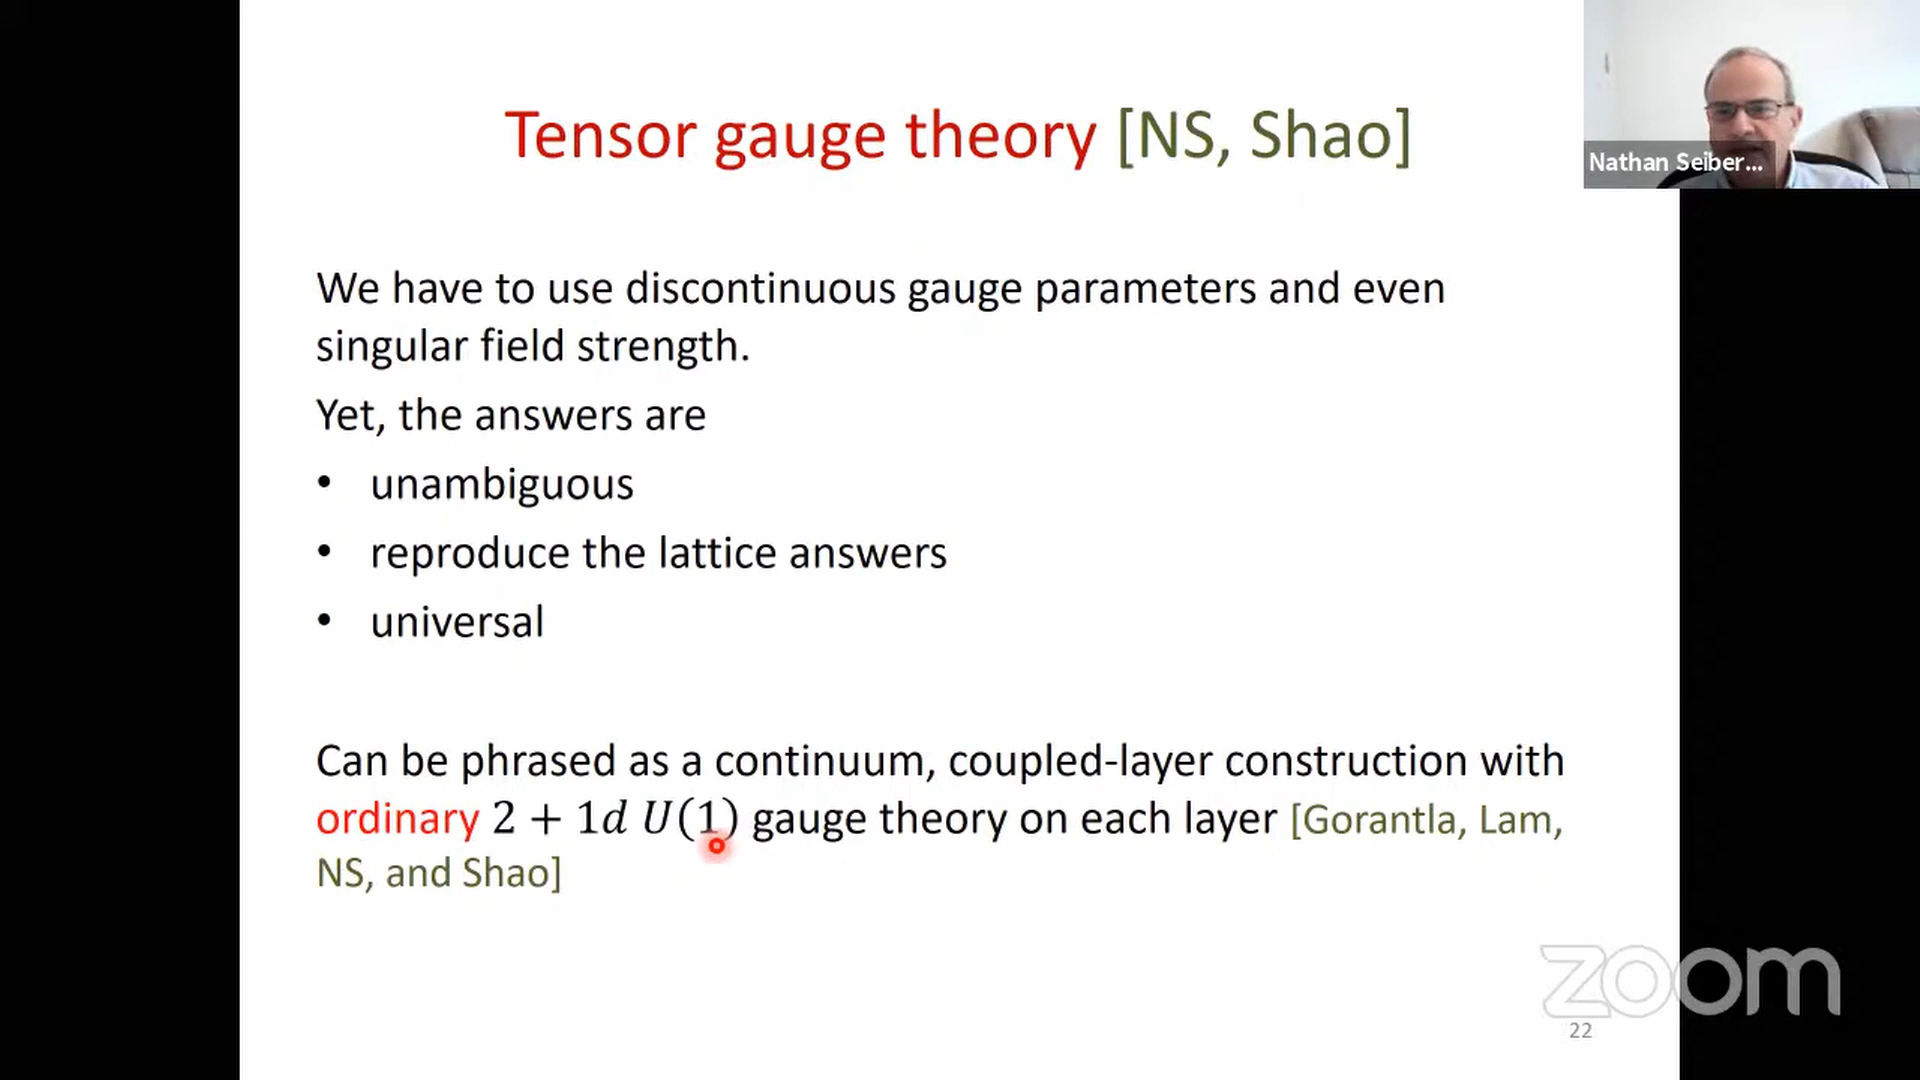 Tensor gauge theory [NS, Shao]
Nathan Seiber...
We have to use discontinuous gauge parameters and even
singular field strength.
Yet, the answers are
• unambiguous
• reproduce the lattice answers
• universal
Can be phrased as a continuum, coupled-layer construction with
ordinary 2 + 1d U(1) gauge theory on each layer [Gorantla, Lam,
NS, and Shao]
zoom
22